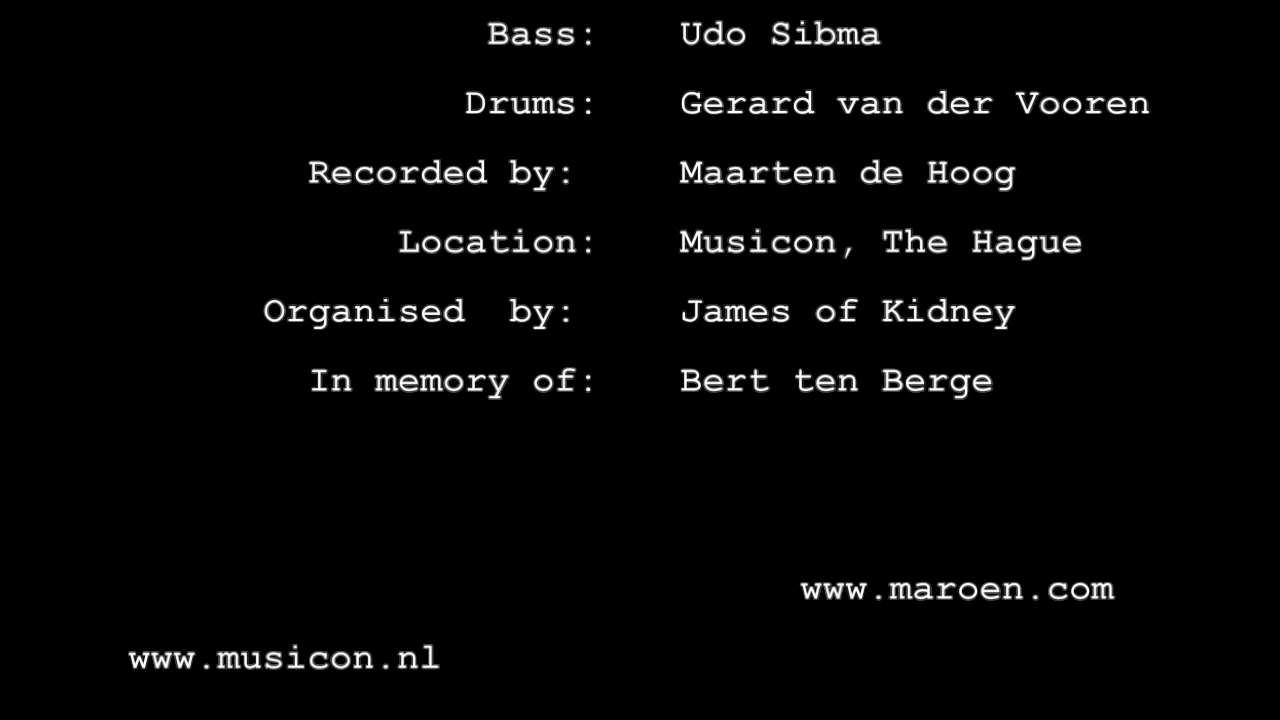 Bass: Udo Sibma
Drums: Gerard van der Vooren
Recorded by: Maarten de Hoog
Location: Musicon, The Hague
Organised by: James of Kidney
In memory of: Bert ten Berge
www.maroen.com
www.musicon.nl